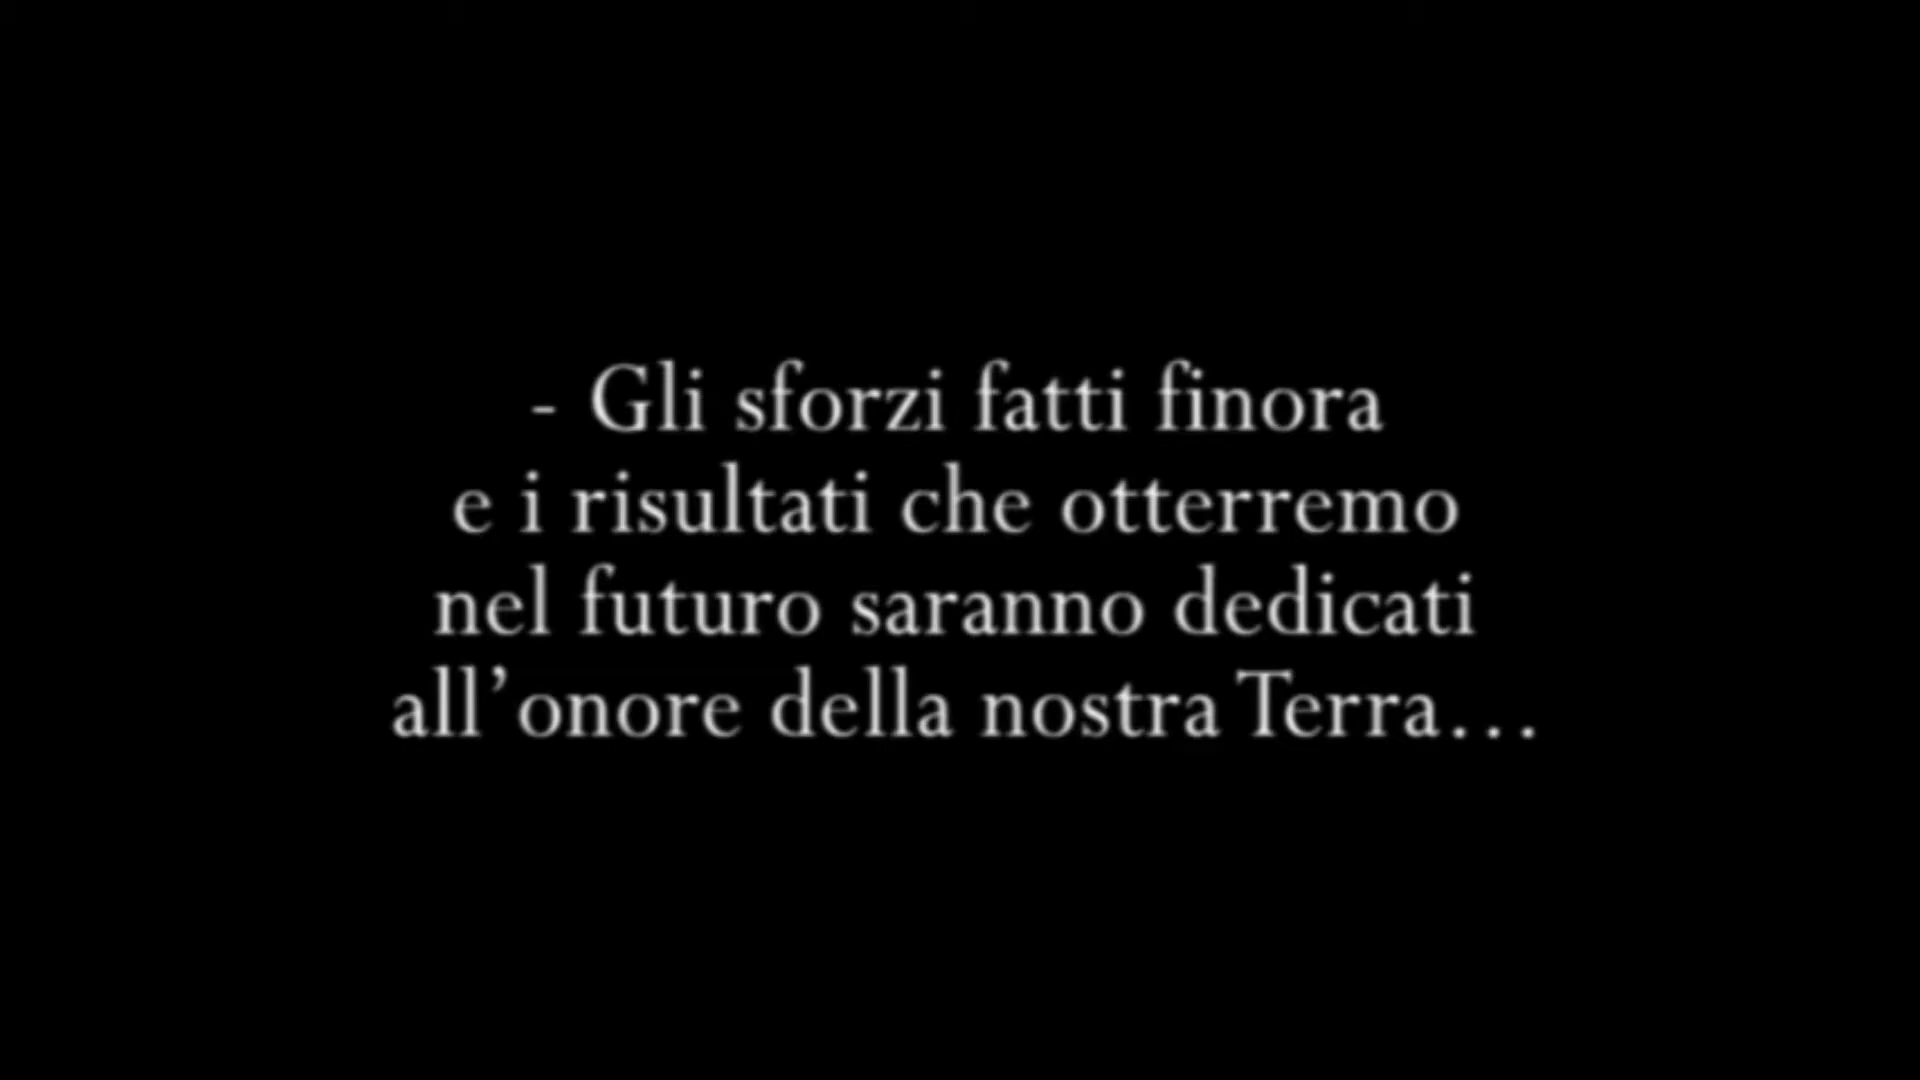 - Gli sforzi fatti finora
e i risultati che otterremo
nel futuro saranno dedicati
all’onore della nostra Terra...